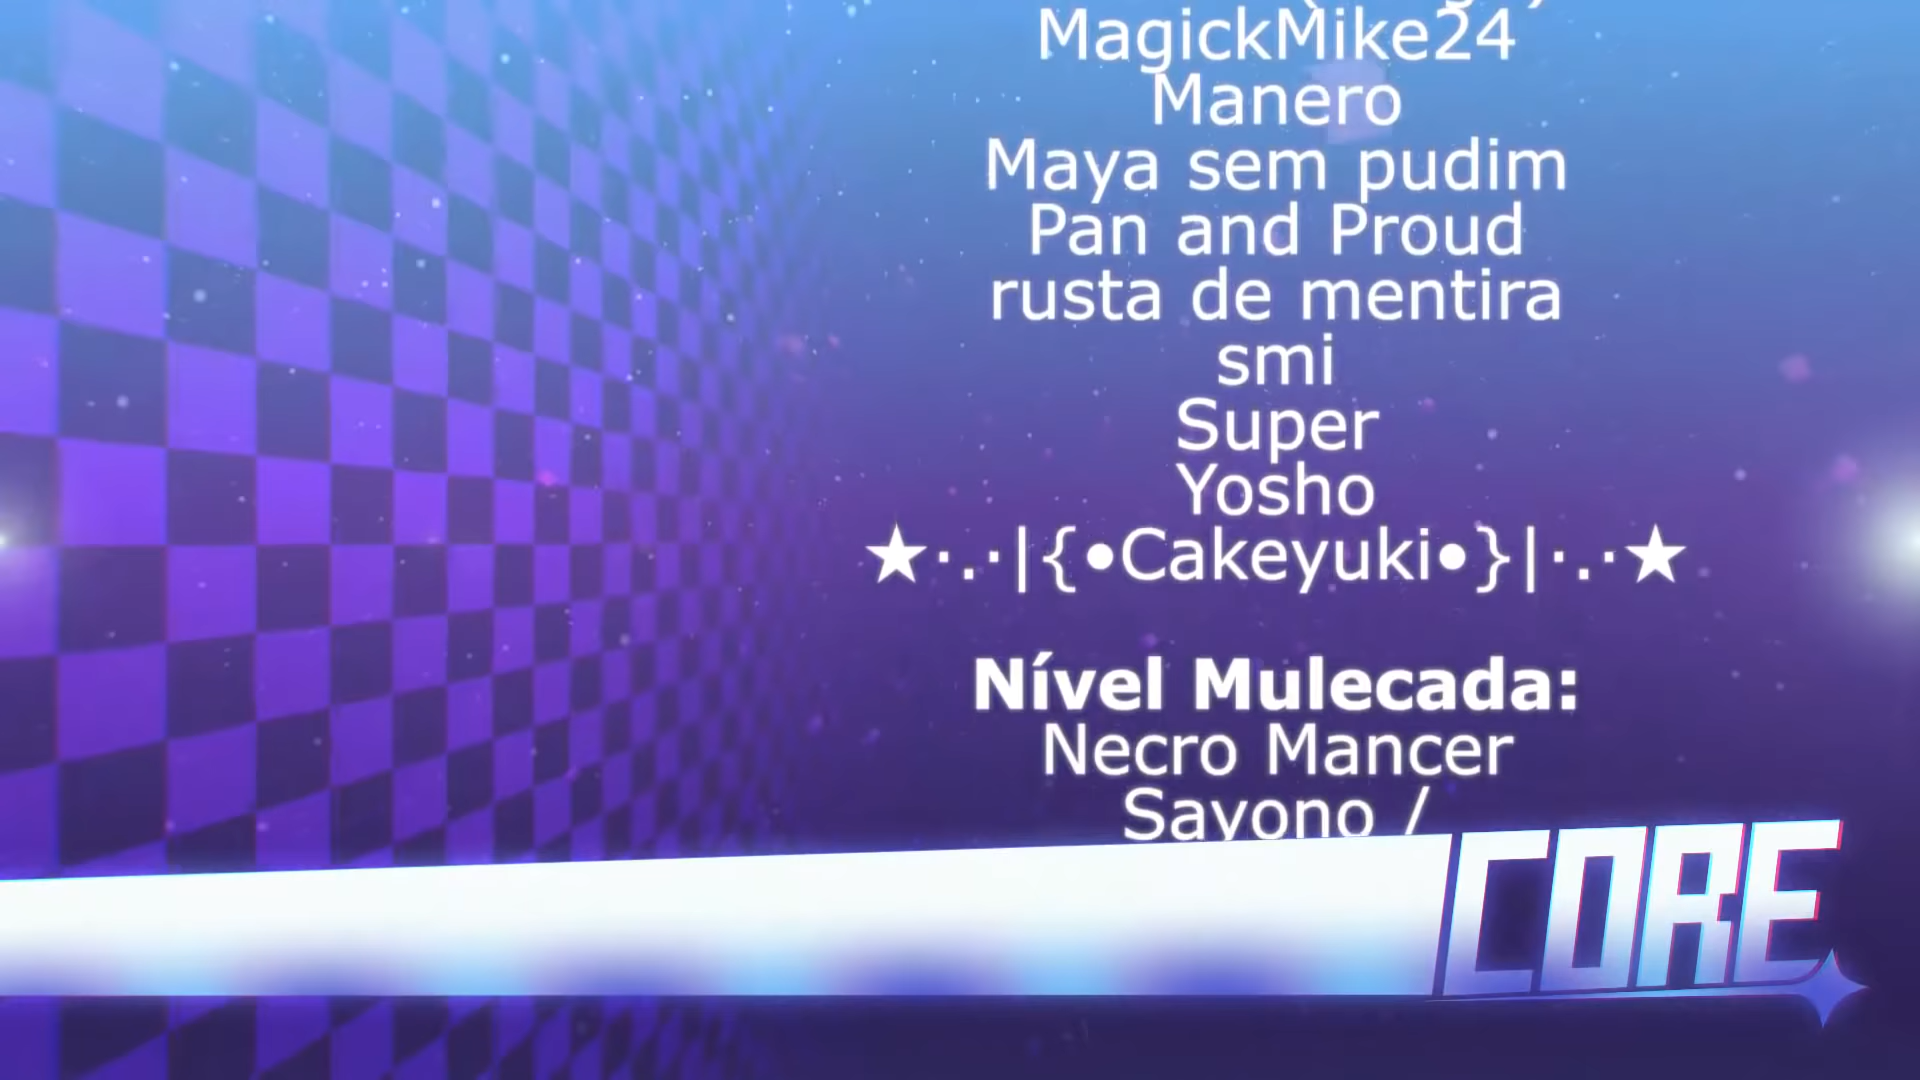 MagickMike24
Manero
Maya sem pudim
Pan and Proud
rusta de mentira
smi
Super
Yosho
★·.·|{•Cakeyuki•}|·.·★
Nível Mulecada:
Necro Mancer
Sayono /
CORE